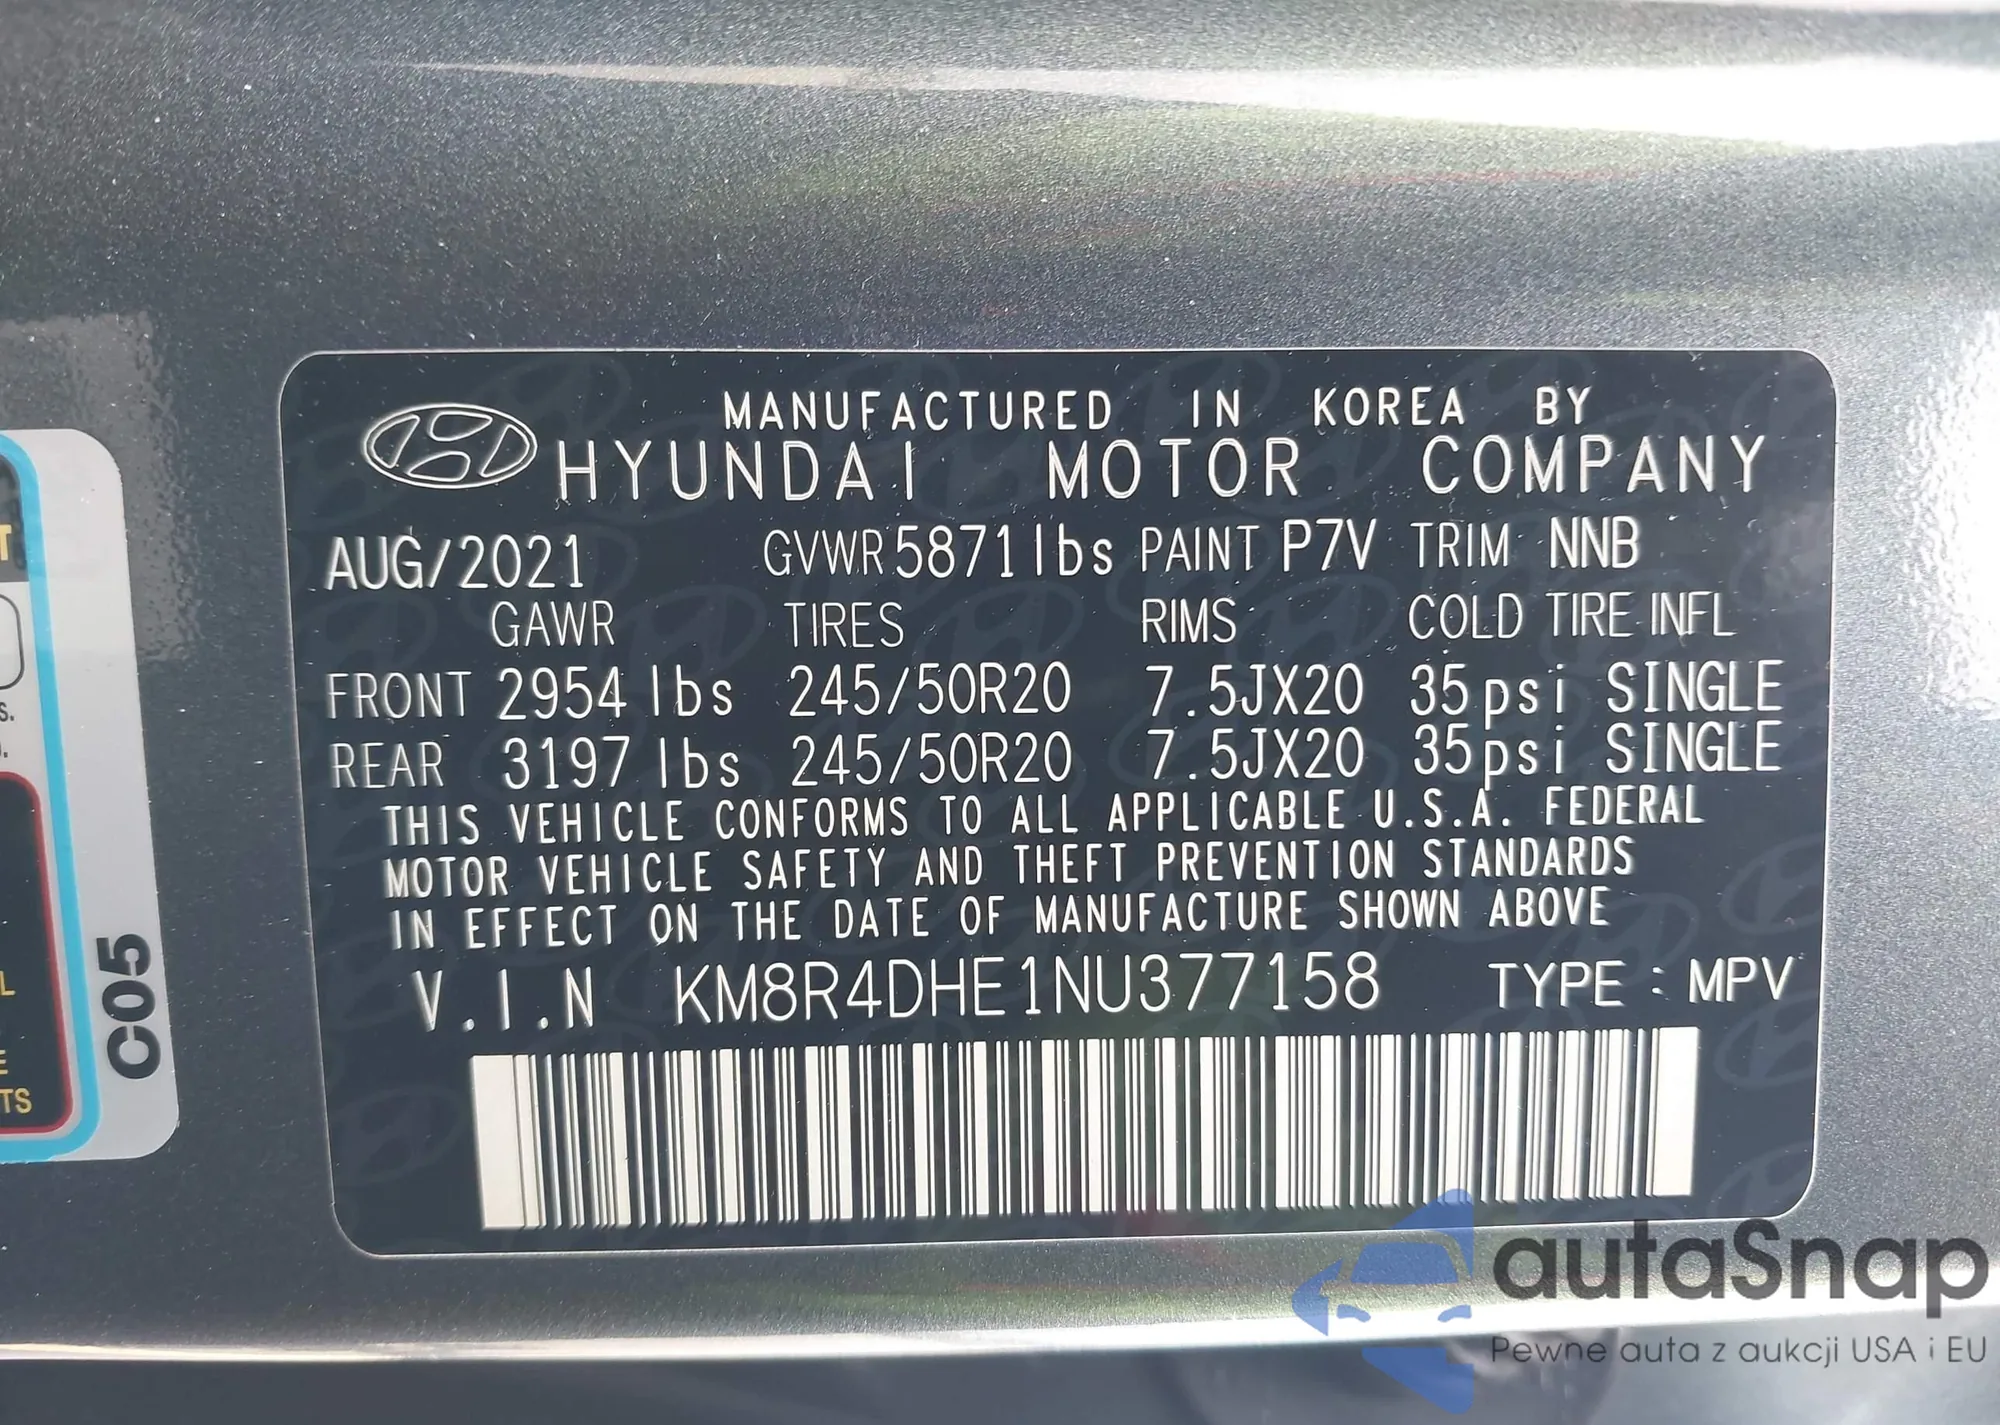 MANUFACTURED IN KOREA BY
HYUNDAI MOTOR COMPANY
AUG/2021 GVWR 5871lbs PAINT P7V TRIM NNB
GAWR TIRES RIMS COLD TIRE INFL
FRONT 2954 lbs 245/50R20 7.5JX20 35psi SINGLE
REAR 3197 lbs 245/50R20 7.5JX20 35psi SINGLE
THIS VEHICLE CONFORMS TO ALL APPLICABLE U.S.A. FEDERAL
MOTOR VEHICLE SAFETY AND THEFT PREVENTION STANDARDS
IN EFFECT ON THE DATE OF MANUFACTURE SHOWN ABOVE
V.I.N KM8R4DHE1NU377158 TYPE : MPV
C05
TS
autaSnap
Pewne auta z aukcji USA i EU